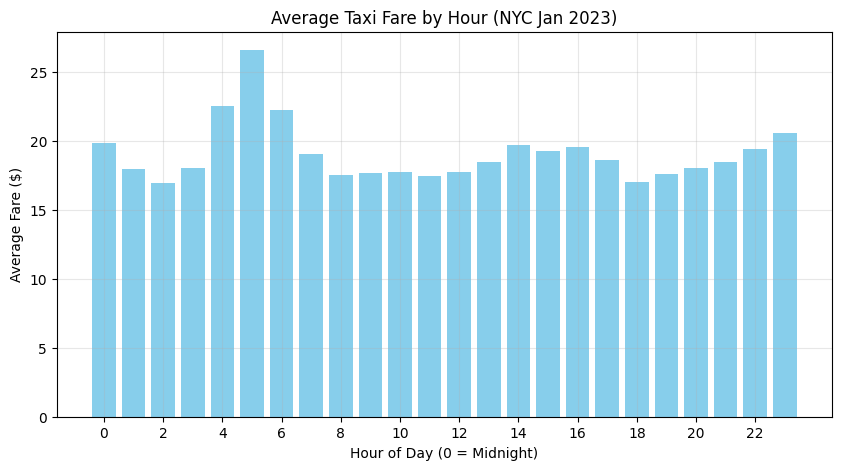 Average Taxi Fare by Hour (NYC Jan 2023)
Average Fare ($)
25
20
15
10
5
0
0 2 4 6 8 10 12 14 16 18 20 22
Hour of Day (0 = Midnight)